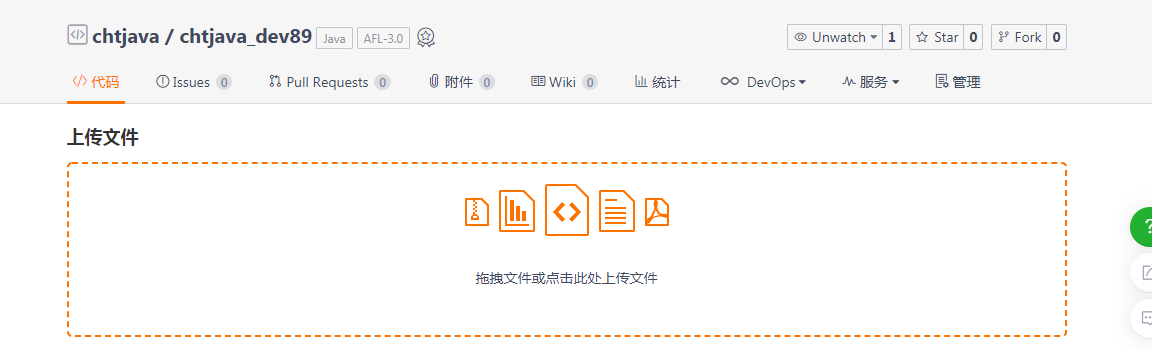 chtjava / chtjava_dev89 Java AFL-3.0 Unwatch 1 Star 0 Fork 0
代码 Issues 0 Pull Requests 0 附件 0 Wiki 0 统计 DevOps 服务 管理
上传文件
拖拽文件或点击此处上传文件
?